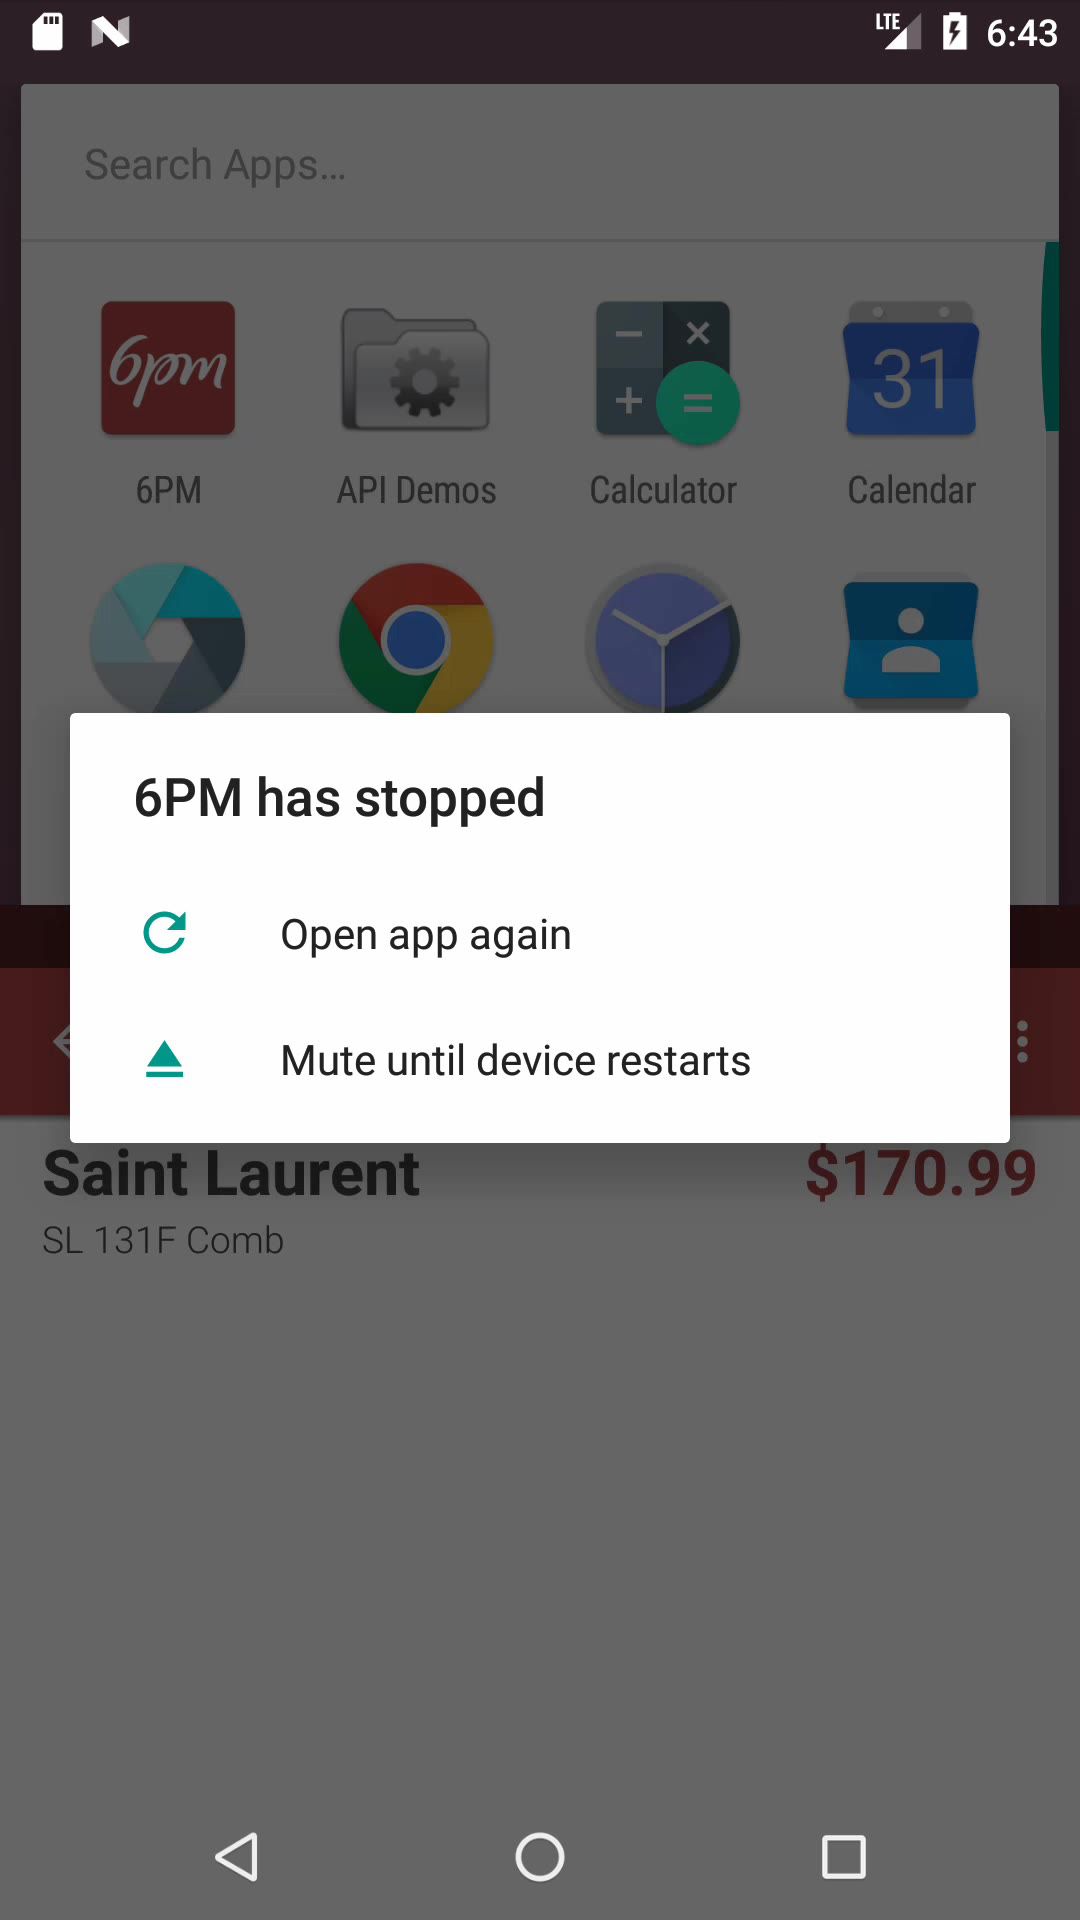 LTE 6:43
Search Apps…
6pm
31
6PM API Demos Calculator Calendar
6PM has stopped
Open app again
Mute until device restarts
Saint Laurent $170.99
SL 131F Comb